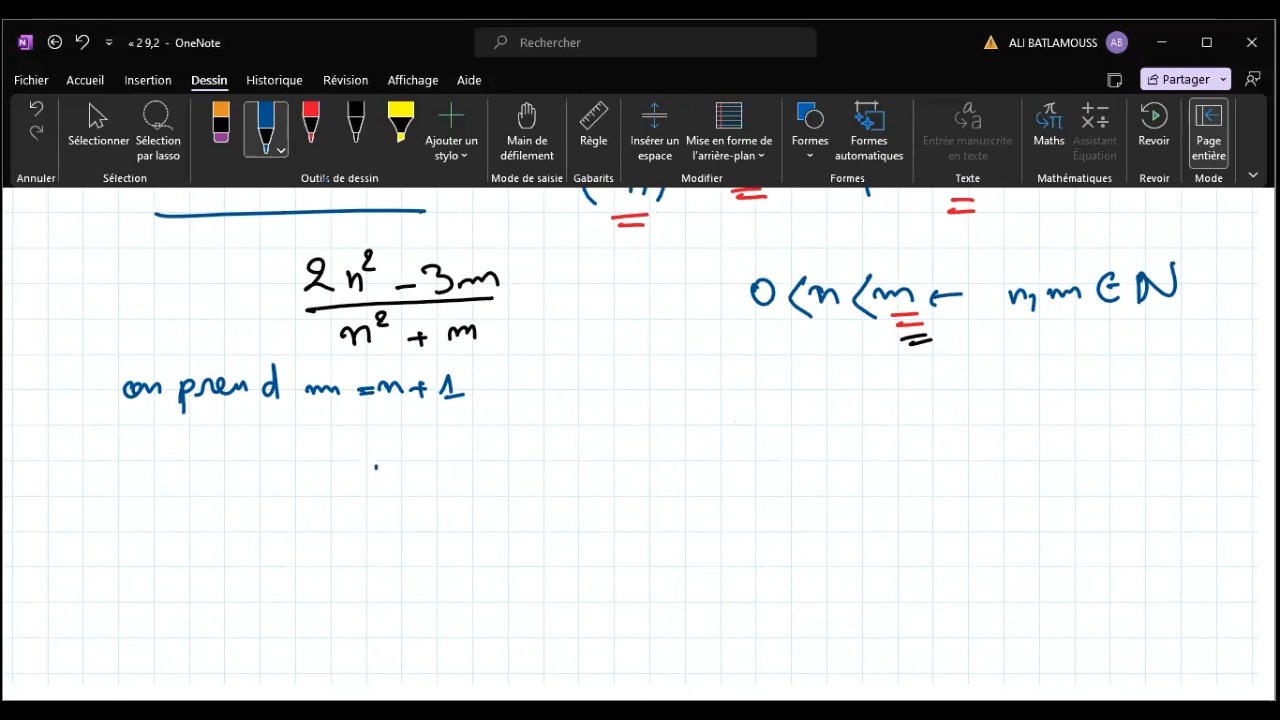 « 2 9,2 - OneNote
Rechercher
ALI BATLAMOUSS AB
Fichier Accueil Insertion Dessin Historique Révision Affichage Aide
Partager
Sélectionner
Sélection par lasso
Ajouter un stylo
Main de défilement
Règle
Insérer un espace
Mise en forme de l'arrière-plan
Formes
Formes automatiques
Entrée manuscrite en texte
Maths
Assistant Équation
Revoir
Page entière
Annuler Sélection Outils de dessin Mode de saisie Gabarits Modifier Formes Texte Mathématiques Revoir Mode
2n² - 3m
n² + m
0 < n < m ← n, m ∈ ℕ
on prend m = n + 1